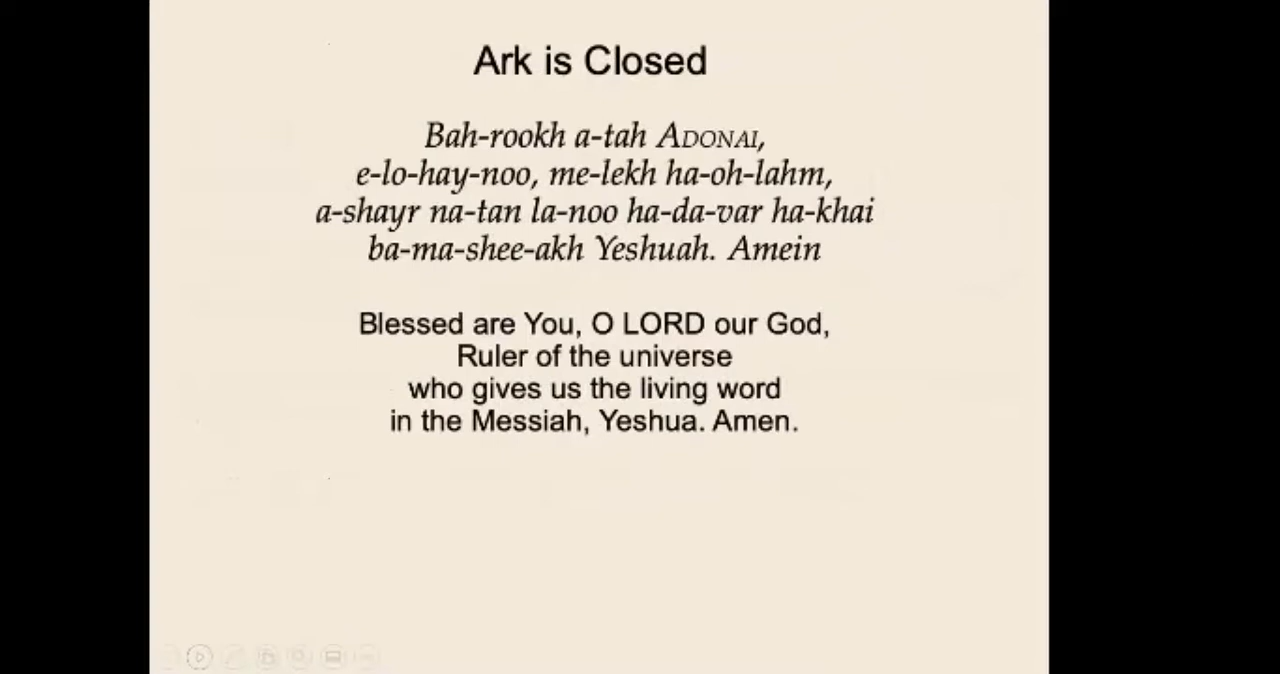 Ark is Closed
Bah-rookh a-tah ADONAI,
e-lo-hay-noo, me-lekh ha-oh-lahm,
a-shayr na-tan la-noo ha-da-var ha-khai
ba-ma-shee-akh Yeshuah. Amein
Blessed are You, O LORD our God,
Ruler of the universe
who gives us the living word
in the Messiah, Yeshua. Amen.